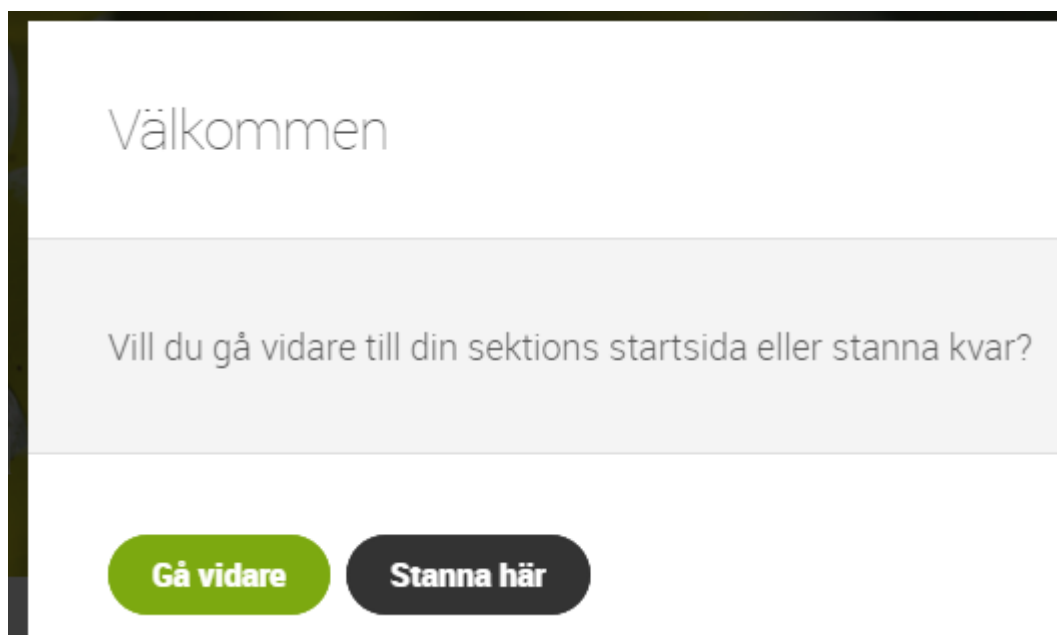 Välkommen
Vill du gå vidare till din sektions startsida eller stanna kvar?
Gå vidare
Stanna här